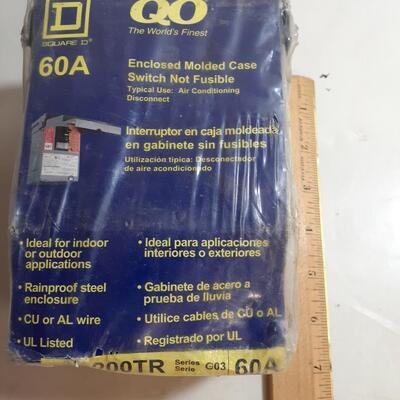 D
SQUARE D®
QO
The World's Finest
60A
Enclosed Molded Case
Switch Not Fusible
Typical Use: Air Conditioning
Disconnect
Interruptor en caja moldeada
en gabinete sin fusibles
Utilización típica: Desconectador
de aire acondicionado
• Ideal for indoor
or outdoor
applications
• Rainproof steel
enclosure
• CU or AL wire
• UL Listed
• Ideal para aplicaciones
interiores o exteriores
• Gabinete de acero a
prueba de lluvia
• Utilice cables de CU o AL
• Registrado por UL
200TR
Series
Serie
G03
60A